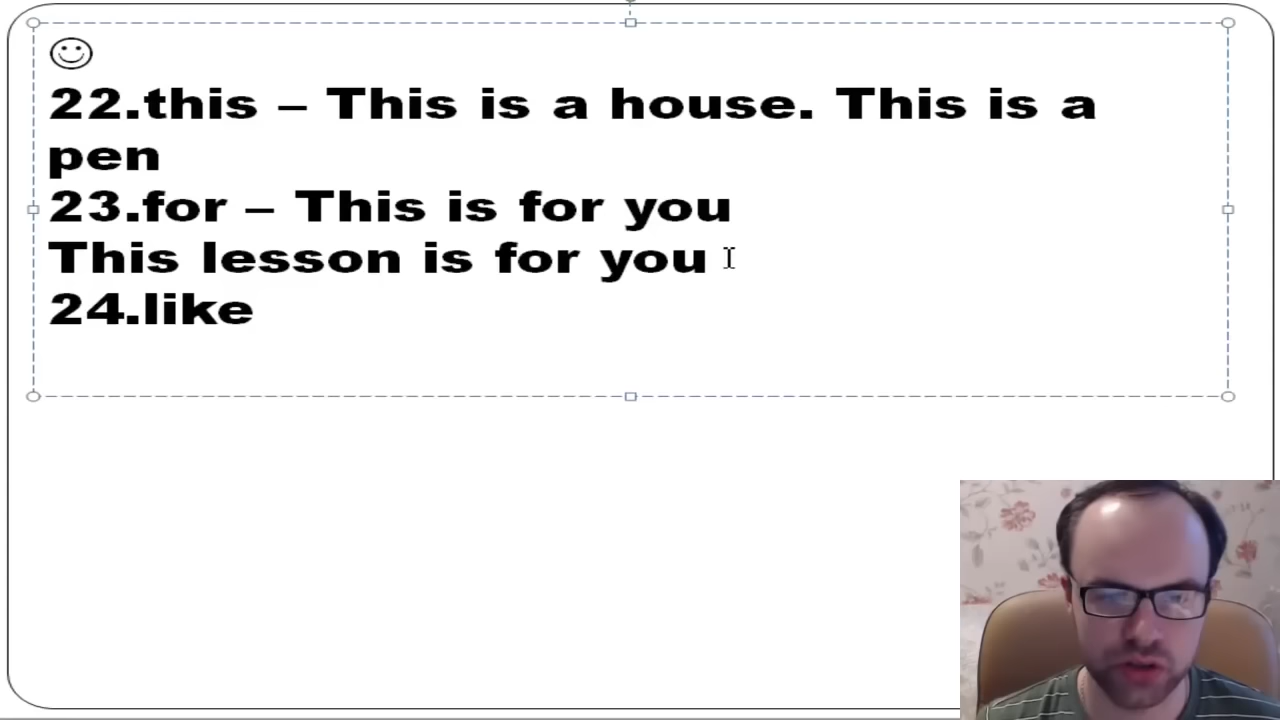 22.this – This is a house. This is a
pen
23.for – This is for you
This lesson is for you
24.like